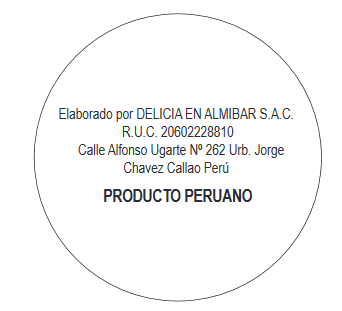 Elaborado por DELICIA EN ALMIBAR S.A.C.
R.U.C. 20602228810
Calle Alfonso Ugarte Nº 262 Urb. Jorge
Chavez Callao Perú
PRODUCTO PERUANO